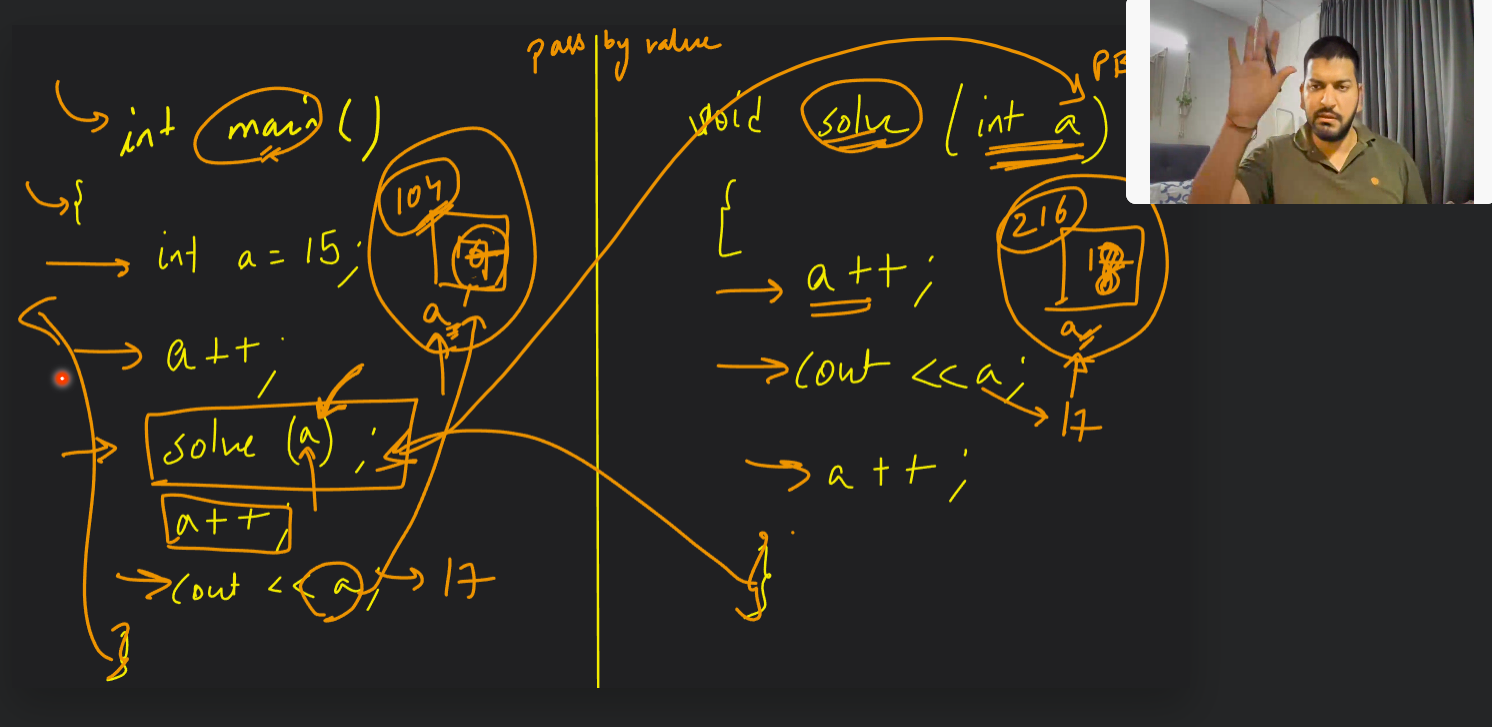 pass by value
int main ()
{
104
int a = 15;
a
a++;
solve (a);
a++;
cout << a; → 17
}
PB
void solve (int a)
{
216
a++;
18
a
cout << a;
17
a++;
}